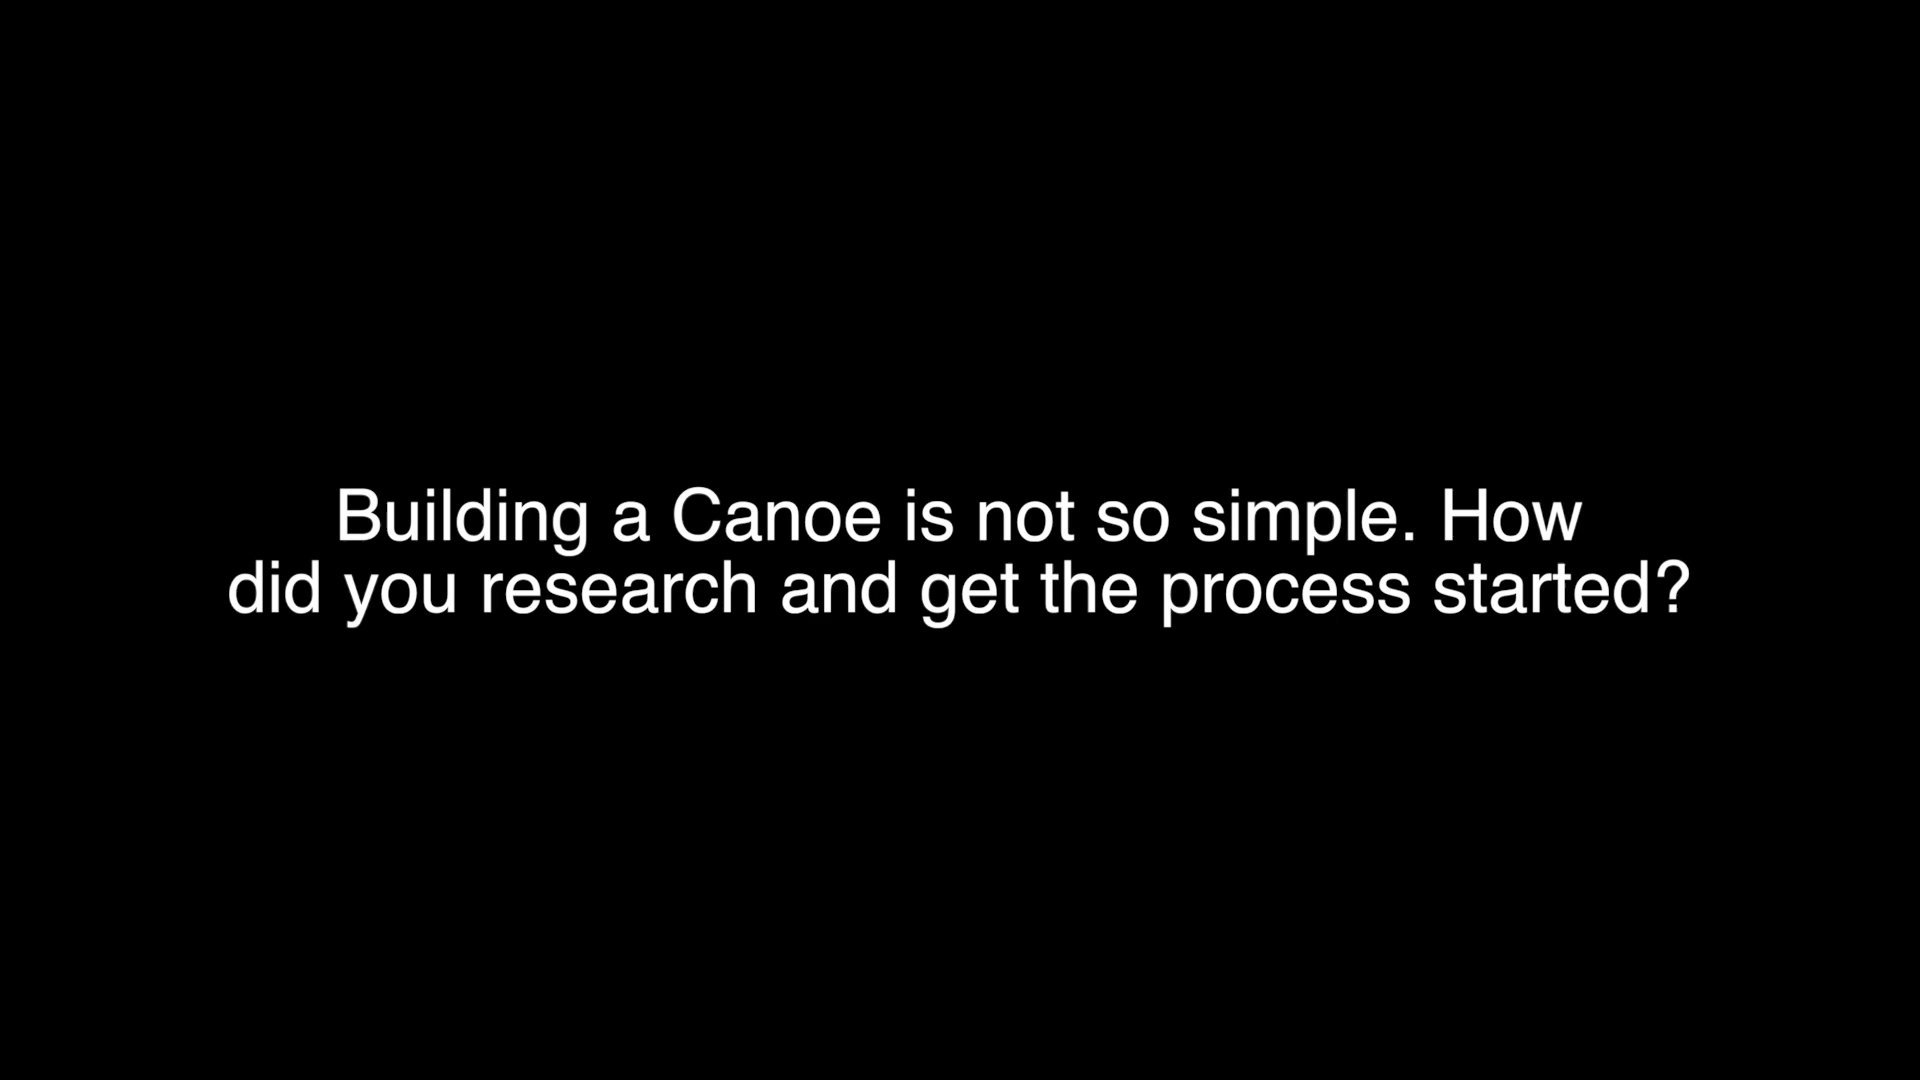 Building a Canoe is not so simple. How
did you research and get the process started?